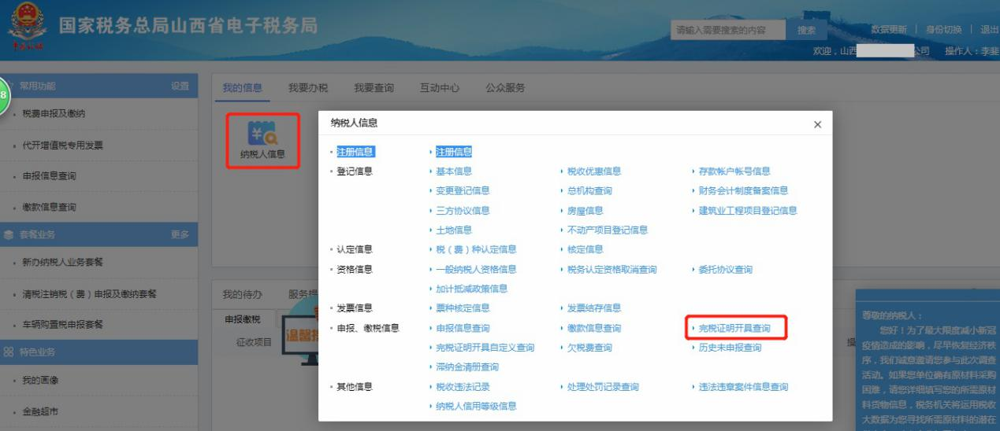 国家税务总局山西省电子税务局
请输入需要搜索的内容 搜索
数据更新 | 身份切换 | 退出
欢迎，山西 公司 操作人：李斐
8
常用功能 设置
税费申报及缴纳
代开增值税专用发票
申报信息查询
缴款信息查询
套餐业务 更多
新办纳税人业务套餐
清税注销税（费）申报及缴纳套餐
车辆购置税申报套餐
特色业务
我的画像
金融超市
我的信息 我要办税 我要查询 互动中心 公众服务
纳税人信息
纳税人信息 ×
注册信息 注册信息
登记信息 基本信息 税收优惠信息 存款帐户帐号信息
变更登记信息 总机构查询 财务会计制度备案信息
三方协议信息 房屋信息 建筑业工程项目登记信息
土地信息 不动产项目登记信息
认定信息 税（费）种认定信息 核定信息
资格信息 一般纳税人资格信息 税务认定资格取消查询 委托协议查询
加计抵减政策信息
发票信息 票种核定信息 发票结存信息
申报、缴税信息 申报信息查询 缴款信息查询 完税证明开具查询
完税证明开具自定义查询 欠税费查询 历史未申报查询
滞纳金清册查询
其他信息 税收违法记录 处理处罚记录查询 违法违章案件信息查询
纳税人信用等级信息
我的待办 服务提
申报缴税
征收项目
温馨提
操
尊敬的纳税人：
您好！为了最大限度减小新冠
疫情造成的影响，尽早恢复经济秩
序，我们诚意邀请您参与此次调查
活动。如果您单位确有原材料采购
困难，请您详细填写您的所需原材
料货物信息，税务机关将运用税收
大数据为您寻找所需原材料的潜在